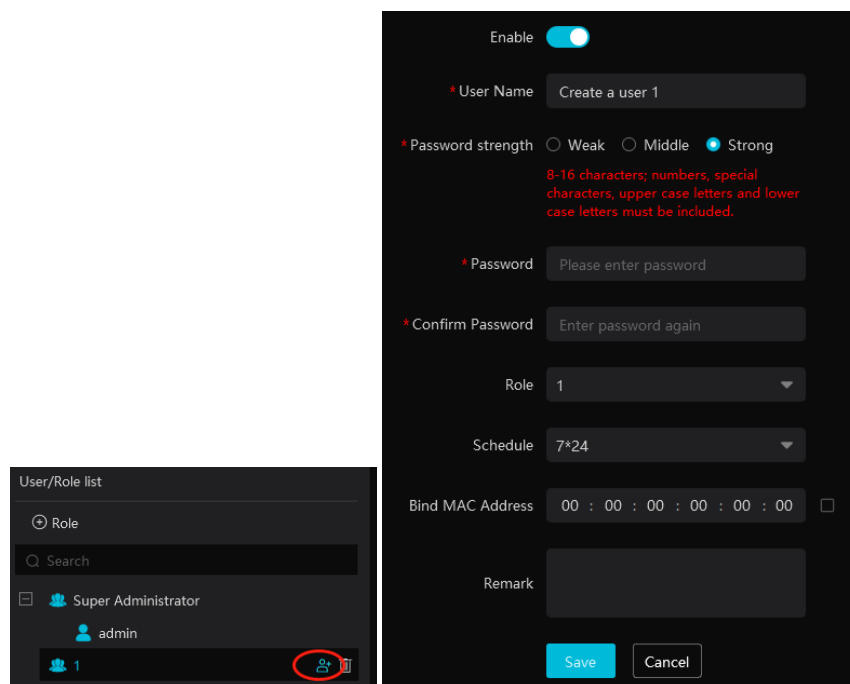 User/Role list
Role
Search
Super Administrator
admin
1
Enable
* User Name Create a user 1
* Password strength Weak Middle Strong
8-16 characters; numbers, special
characters, upper case letters and lower
case letters must be included.
* Password Please enter password
* Confirm Password Enter password again
Role 1
Schedule 7*24
Bind MAC Address 00 : 00 : 00 : 00 : 00 : 00
Remark
Save Cancel